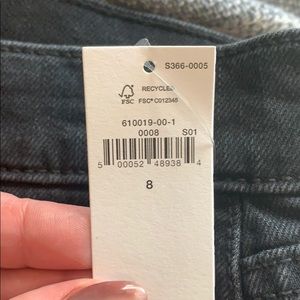 S366-0005
RECYCLED
FSC
FSC® C012345
610019-00-1
0008 S01
5 00052 48938 4
8